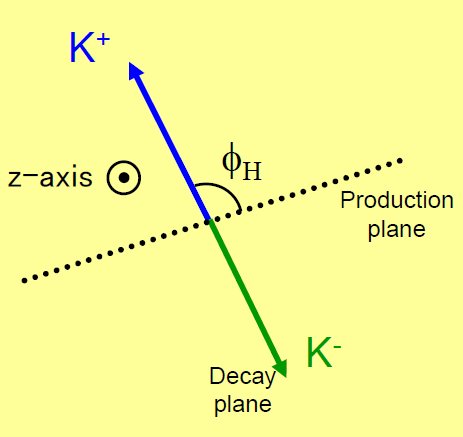 K⁺
ϕH
z-axis
Production
plane
K⁻
Decay
plane